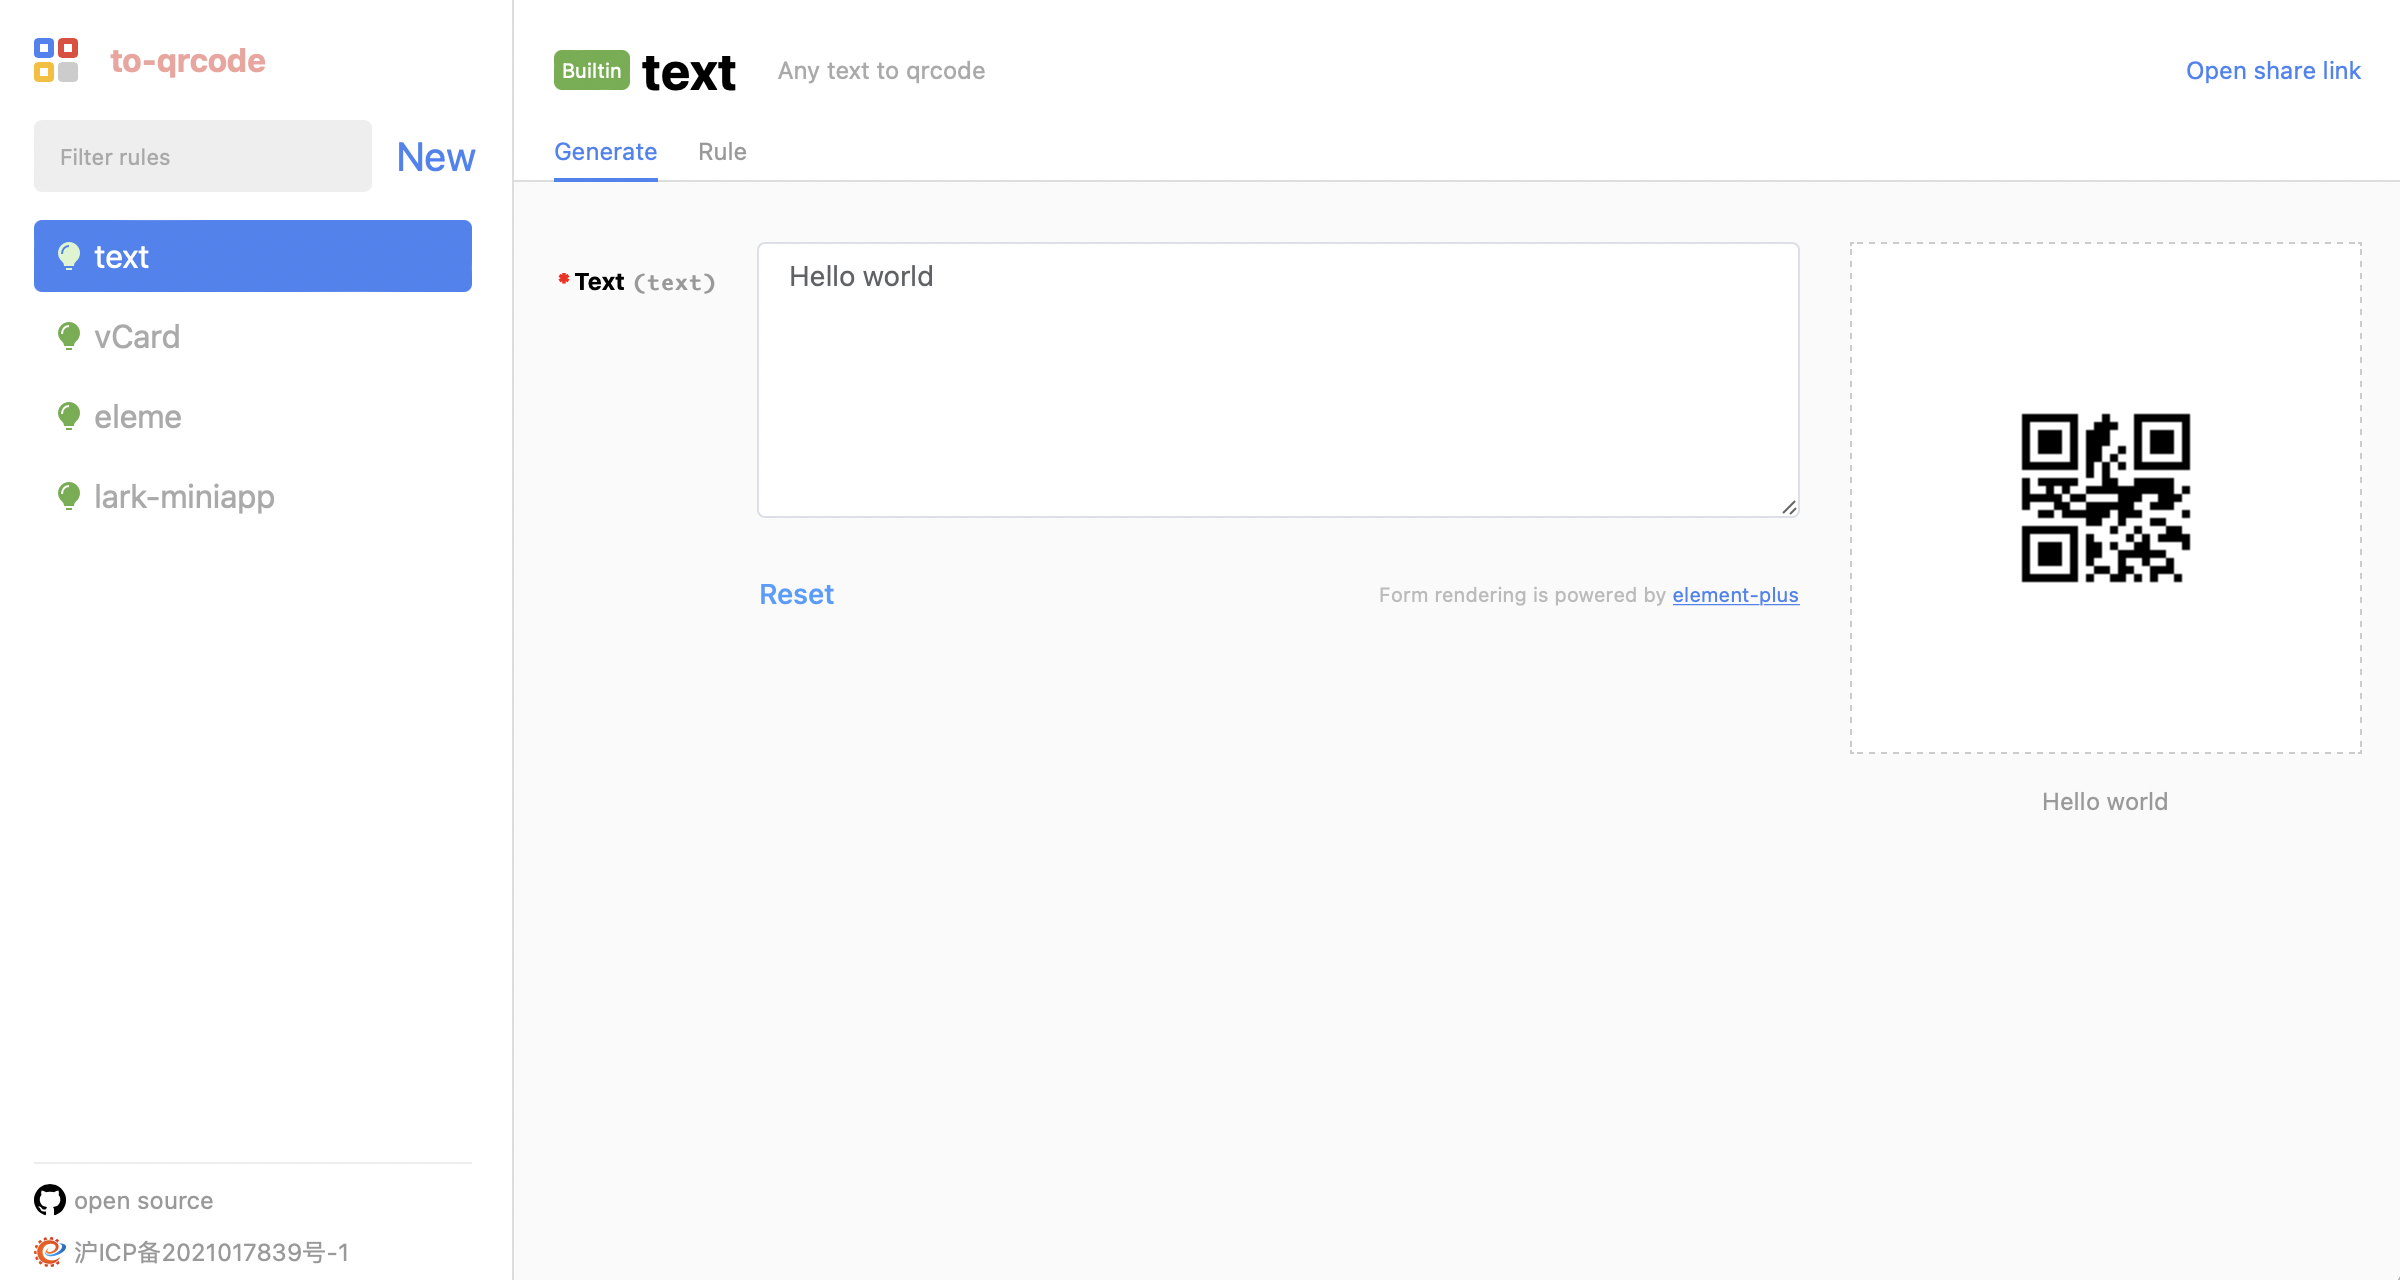 to-qrcode
Filter rules
New
text
vCard
eleme
lark-miniapp
open source
沪ICP备2021017839号-1
Builtin text Any text to qrcode
Open share link
Generate Rule
* Text (text)
Hello world
Reset
Form rendering is powered by element-plus
Hello world